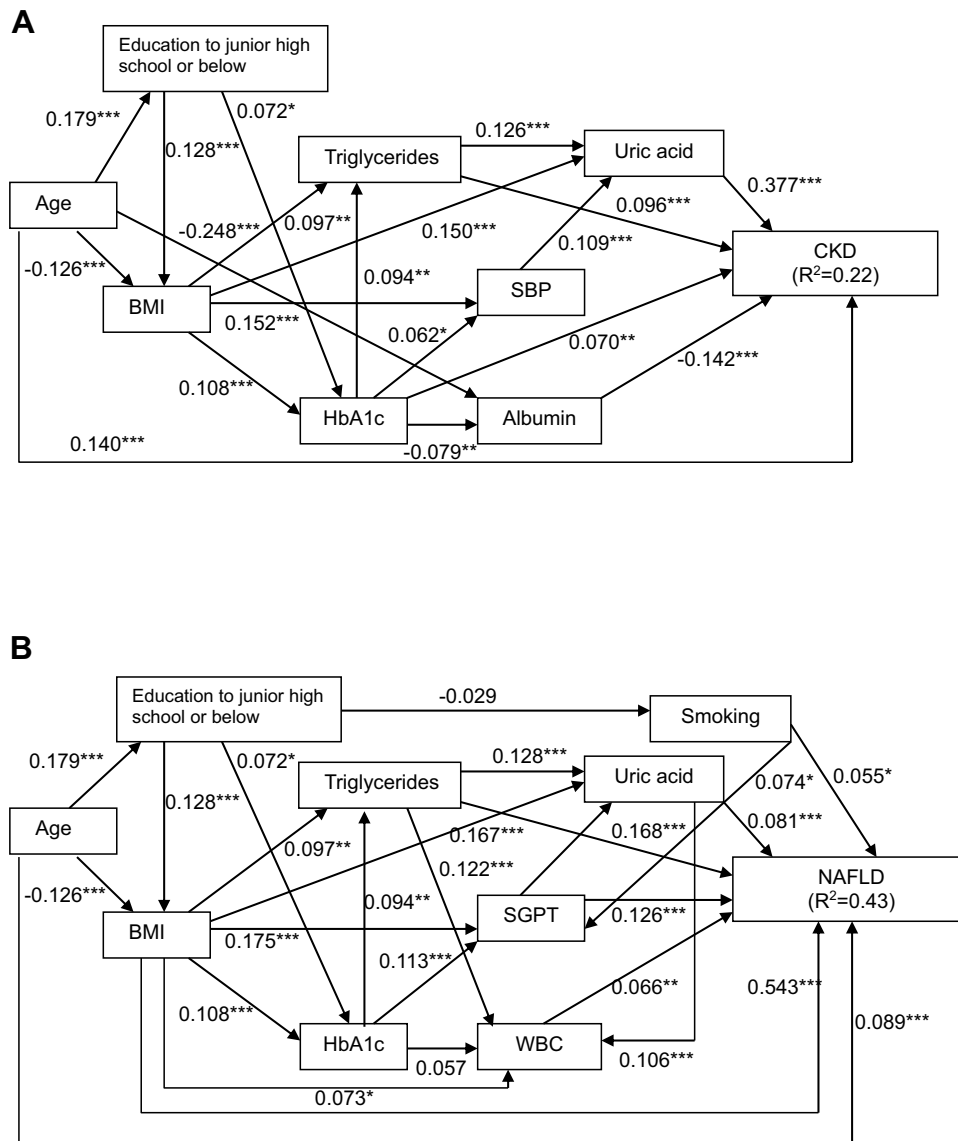 A
Education to junior high
school or below
0.179***
0.072*
0.128***
0.126***
Triglycerides
Uric acid
Age
-0.248***
0.097**
0.377***
0.096***
0.150***
0.109***
-0.126***
0.094**
CKD
(R²=0.22)
BMI
SBP
0.152***
0.062*
0.070**
-0.142***
0.108***
HbA1c
Albumin
0.140***
-0.079**
B
Education to junior high
school or below
-0.029
Smoking
0.179***
0.072*
0.128***
Triglycerides
0.128***
Uric acid
0.074*
0.055*
Age
0.097**
0.167***
0.168***
0.081***
0.122***
-0.126***
0.094**
NAFLD
(R²=0.43)
BMI
SGPT
0.175***
0.126***
0.113***
0.066**
0.543***
0.108***
HbA1c
WBC
0.057
0.106***
0.089***
0.073*